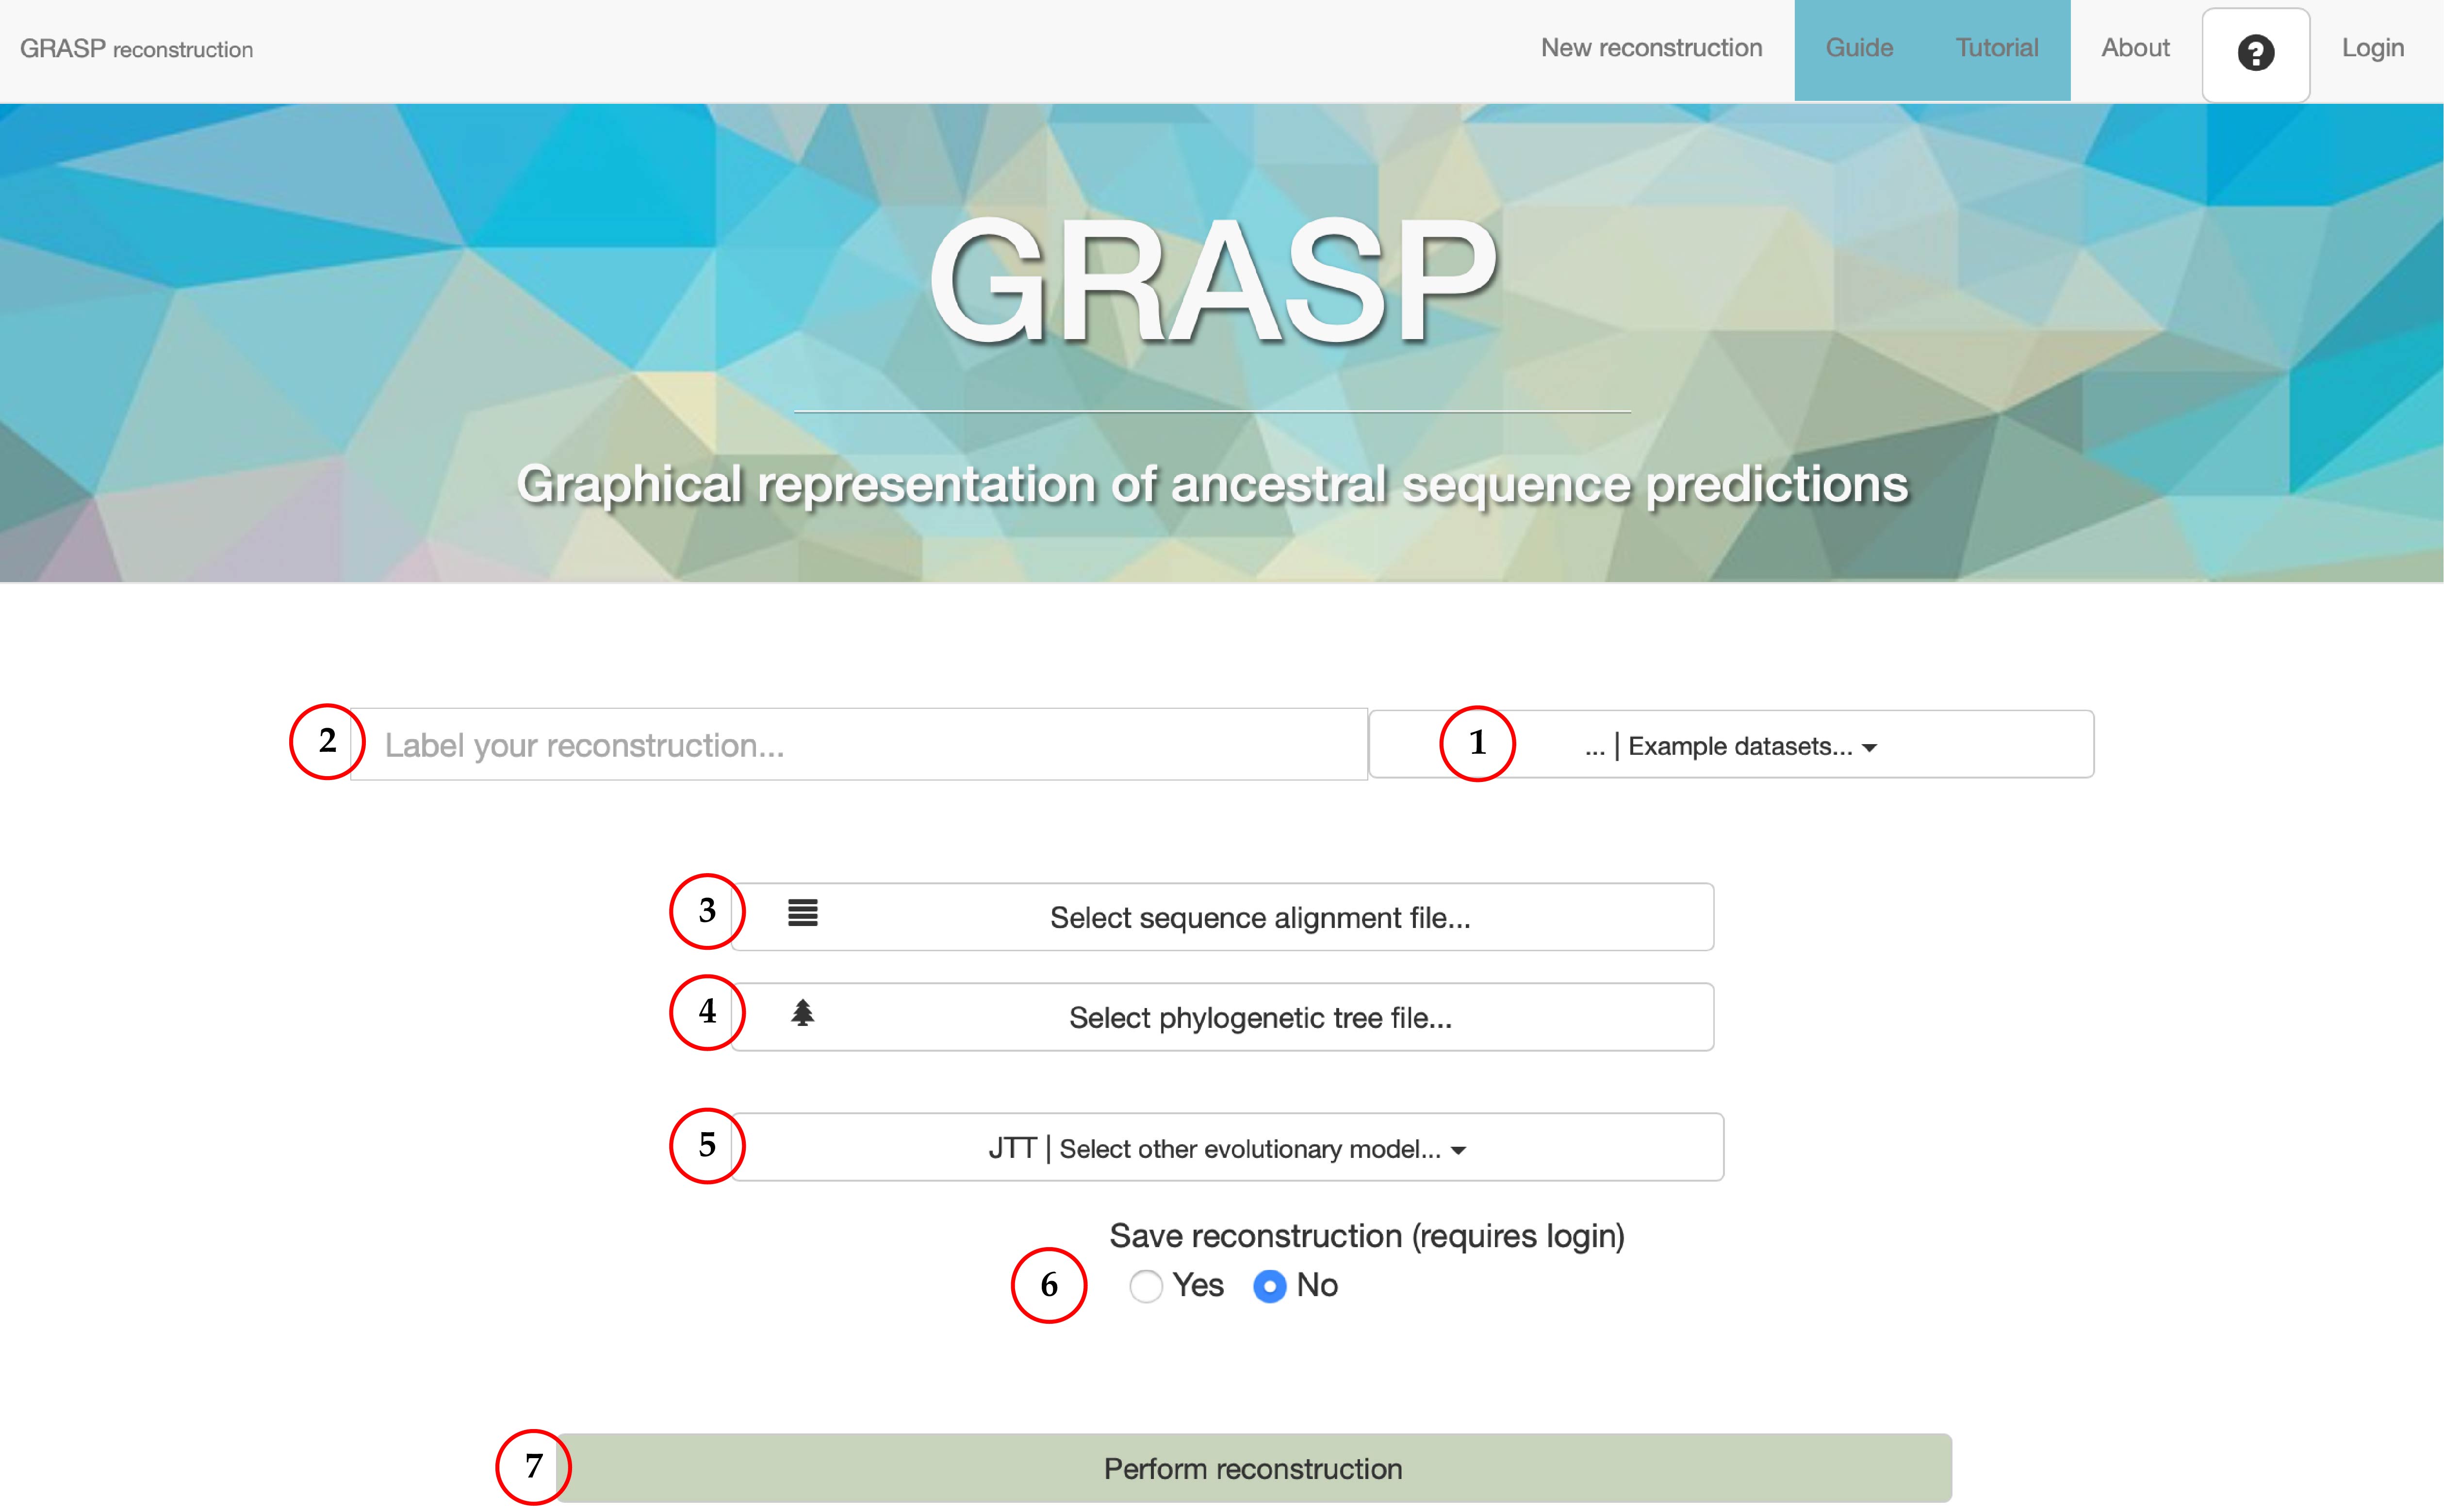 GRASP reconstruction New reconstruction Guide Tutorial About ? Login
GRASP
Graphical representation of ancestral sequence predictions
2 Label your reconstruction... 1 ... | Example datasets...
3 Select sequence alignment file...
4 Select phylogenetic tree file...
5 JTT | Select other evolutionary model...
Save reconstruction (requires login)
6 Yes No
7 Perform reconstruction